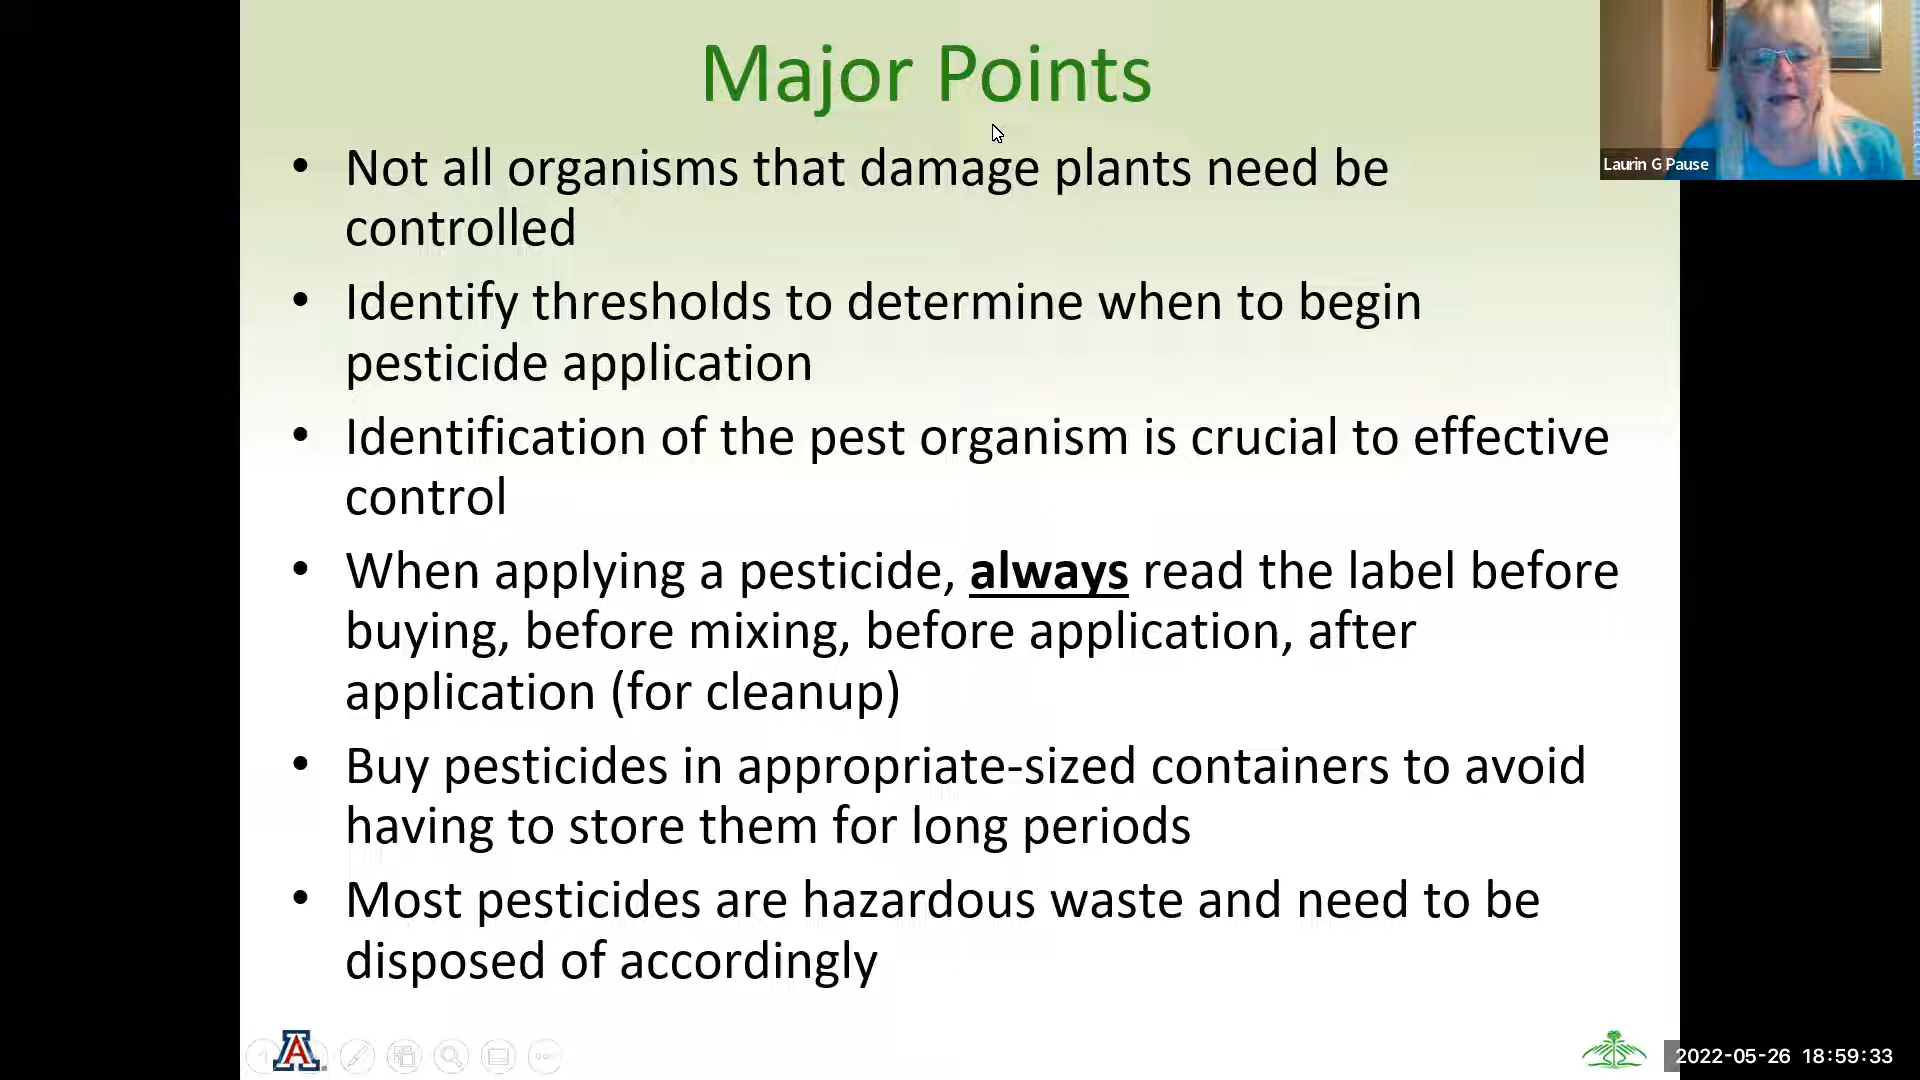 Major Points
Laurin G Pause
• Not all organisms that damage plants need be
controlled
• Identify thresholds to determine when to begin
pesticide application
• Identification of the pest organism is crucial to effective
control
• When applying a pesticide, always read the label before
buying, before mixing, before application, after
application (for cleanup)
• Buy pesticides in appropriate-sized containers to avoid
having to store them for long periods
• Most pesticides are hazardous waste and need to be
disposed of accordingly
A
2022-05-26 18:59:33